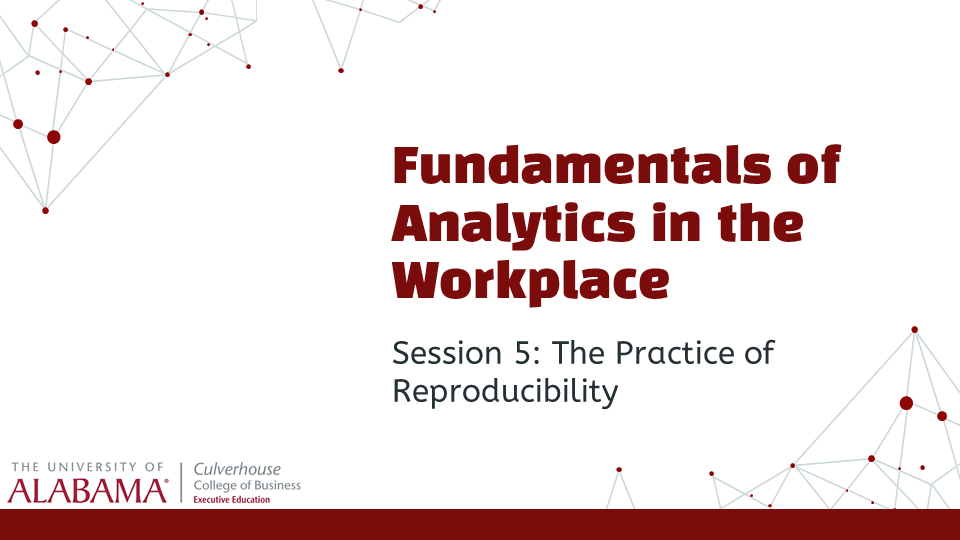 Fundamentals of
Analytics in the
Workplace
Session 5: The Practice of
Reproducibility
THE UNIVERSITY OF
ALABAMA®
Culverhouse
College of Business
Executive Education